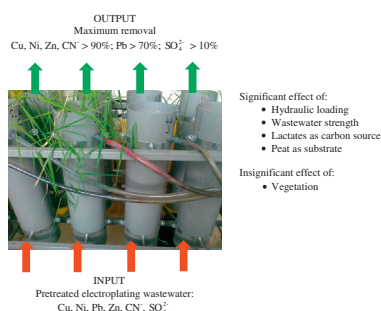 OUTPUT
Maximum removal
Cu, Ni, Zn, CN⁻ > 90%; Pb > 70%; SO₄²⁻ > 10%
Significant effect of:
• Hydraulic loading
• Wastewater strength
• Lactates as carbon source
• Peat as substrate
Insignificant effect of:
• Vegetation
INPUT
Pretreated electroplating wastewater:
Cu, Ni, Pb, Zn, CN⁻, SO₄²⁻